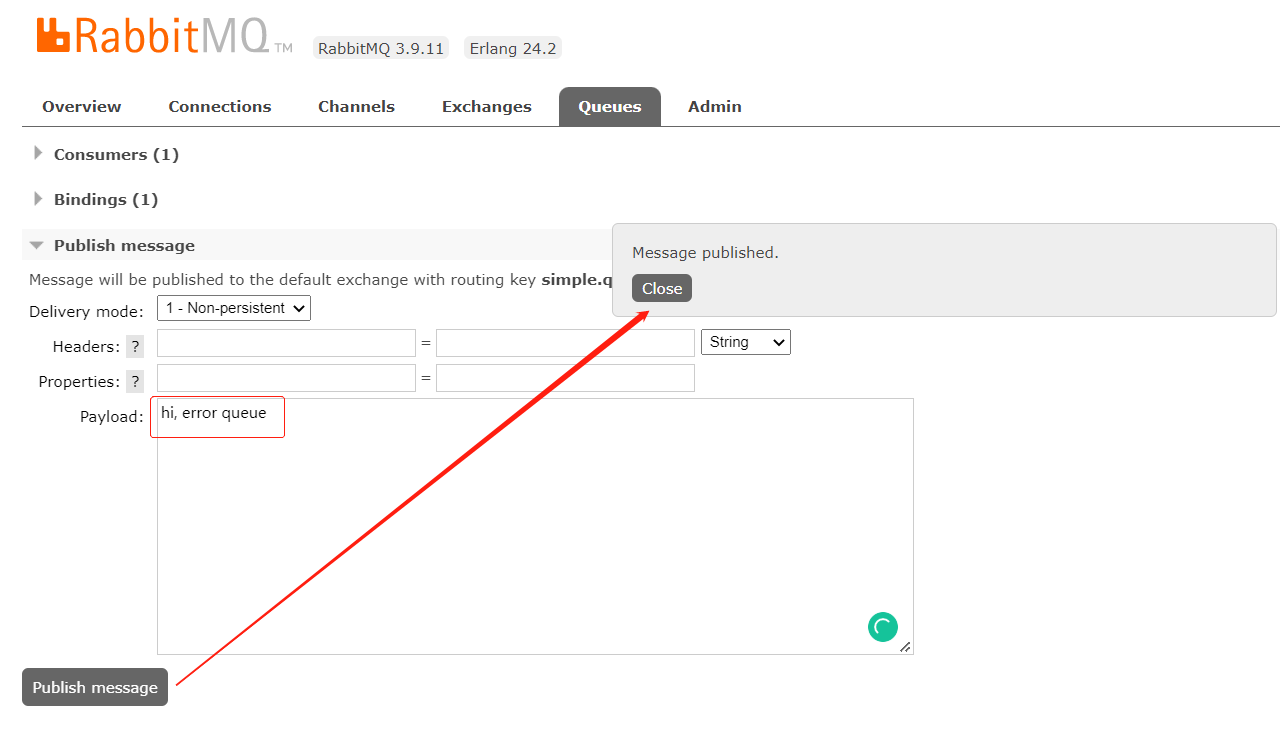 RabbitMQ TM RabbitMQ 3.9.11 Erlang 24.2
Overview Connections Channels Exchanges Queues Admin
Consumers (1)
Bindings (1)
Publish message
Message published.
Close
Message will be published to the default exchange with routing key simple.q
Delivery mode: 1 - Non-persistent
Headers: ? = String
Properties: ? =
Payload: hi, error queue
Publish message